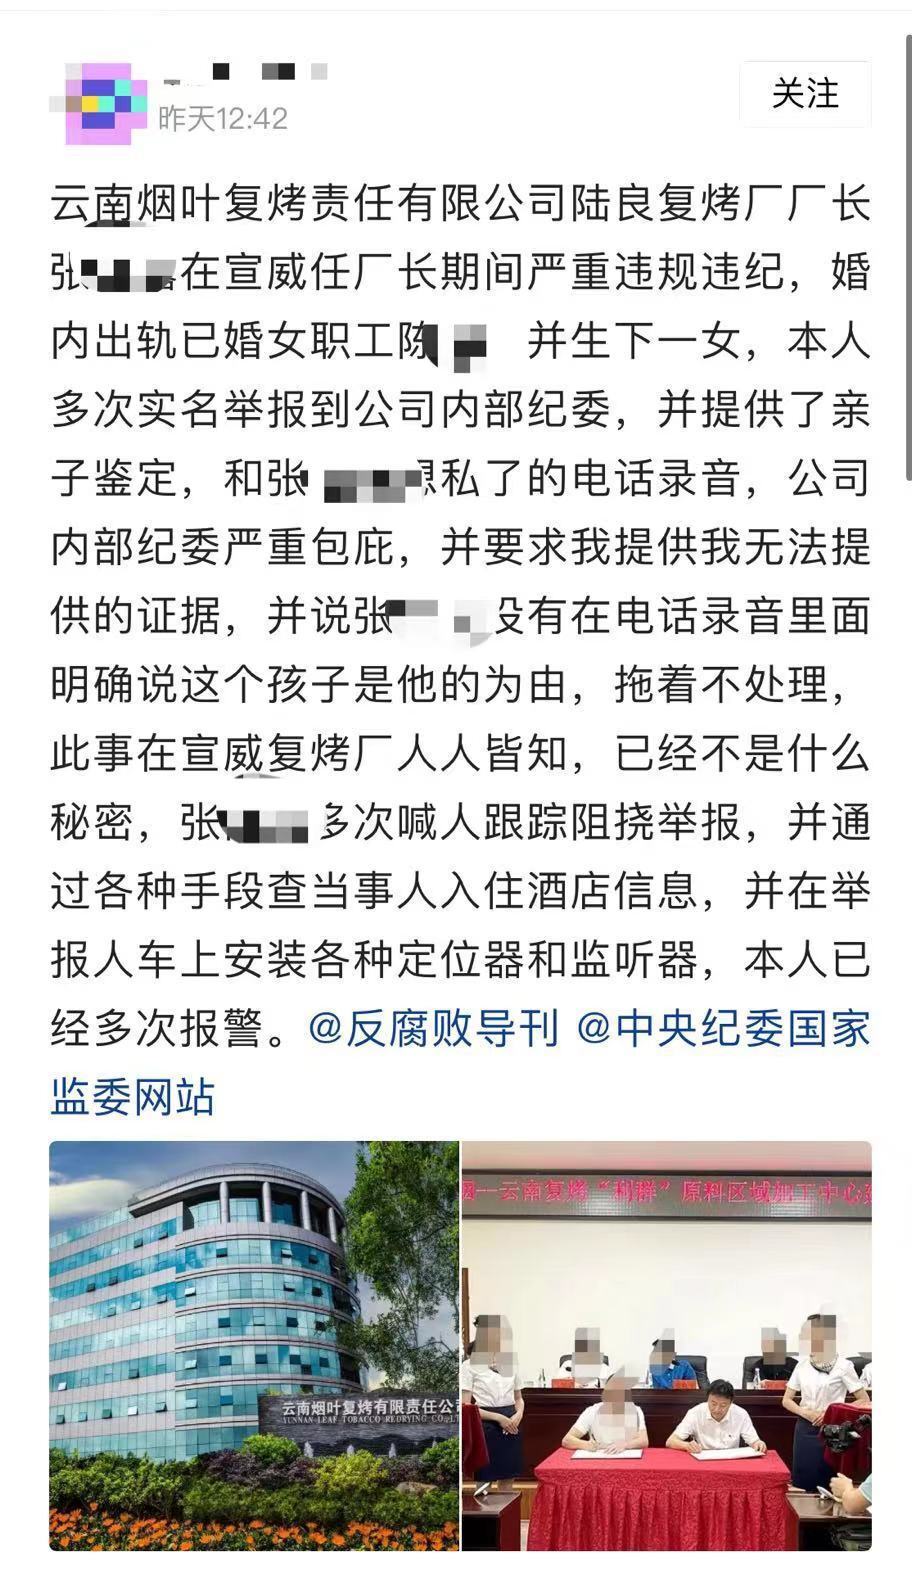 昨天12:42
关注
云南烟叶复烤责任有限公司陆良复烤厂厂长
张 在宣威任厂长期间严重违规违纪，婚
内出轨已婚女职工陈 并生下一女，本人
多次实名举报到公司内部纪委，并提供了亲
子鉴定，和张 想私了的电话录音，公司
内部纪委严重包庇，并要求我提供我无法提
供的证据，并说张 没有在电话录音里面
明确说这个孩子是他的为由，拖着不处理，
此事在宣威复烤厂人人皆知，已经不是什么
秘密，张 多次喊人跟踪阻挠举报，并通
过各种手段查当事人入住酒店信息，并在举
报人车上安装各种定位器和监听器，本人已
经多次报警。@反腐败导刊 @中央纪委国家
监委网站
云南烟叶复烤有限责任公
YUNNAN LEAF TOBACCO REDRYING CO.,L
--云南复烤“利群”原料区域加工中心